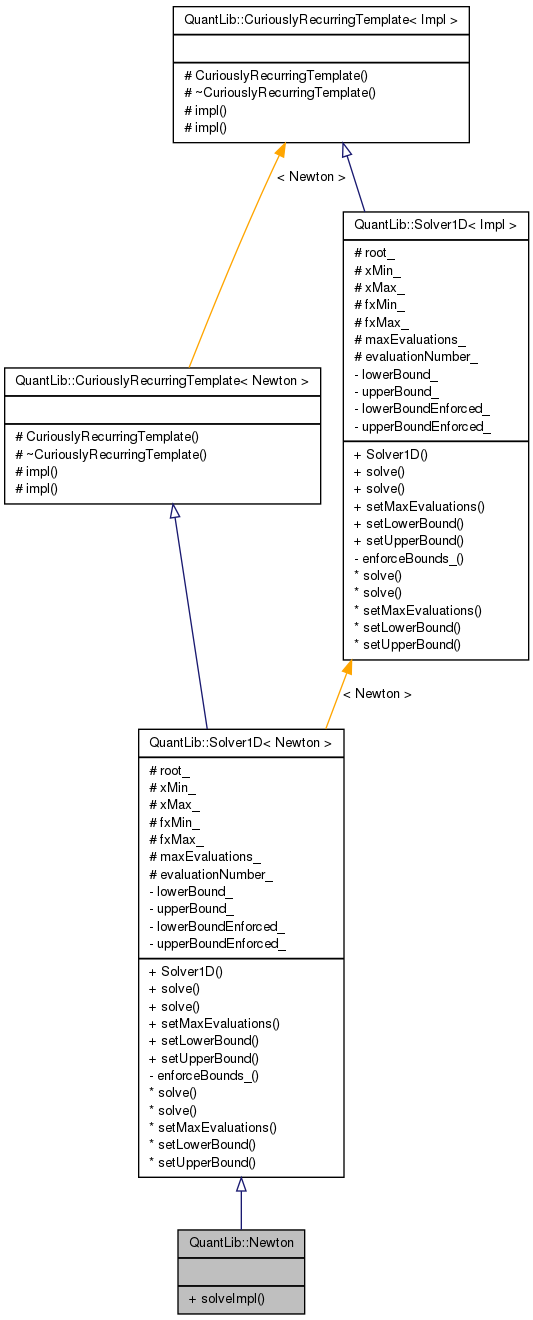 QuantLib::CuriouslyRecurringTemplate< Impl >
# CuriouslyRecurringTemplate()
# ~CuriouslyRecurringTemplate()
# impl()
# impl()
< Newton >
QuantLib::Solver1D< Impl >
# root_
# xMin_
# xMax_
# fxMin_
# fxMax_
# maxEvaluations_
# evaluationNumber_
- lowerBound_
- upperBound_
- lowerBoundEnforced_
- upperBoundEnforced_
+ Solver1D()
+ solve()
+ solve()
+ setMaxEvaluations()
+ setLowerBound()
+ setUpperBound()
- enforceBounds_()
* solve()
* solve()
* setMaxEvaluations()
* setLowerBound()
* setUpperBound()
QuantLib::CuriouslyRecurringTemplate< Newton >
# CuriouslyRecurringTemplate()
# ~CuriouslyRecurringTemplate()
# impl()
# impl()
< Newton >
QuantLib::Solver1D< Newton >
# root_
# xMin_
# xMax_
# fxMin_
# fxMax_
# maxEvaluations_
# evaluationNumber_
- lowerBound_
- upperBound_
- lowerBoundEnforced_
- upperBoundEnforced_
+ Solver1D()
+ solve()
+ solve()
+ setMaxEvaluations()
+ setLowerBound()
+ setUpperBound()
- enforceBounds_()
* solve()
* solve()
* setMaxEvaluations()
* setLowerBound()
* setUpperBound()
QuantLib::Newton
+ solveImpl()